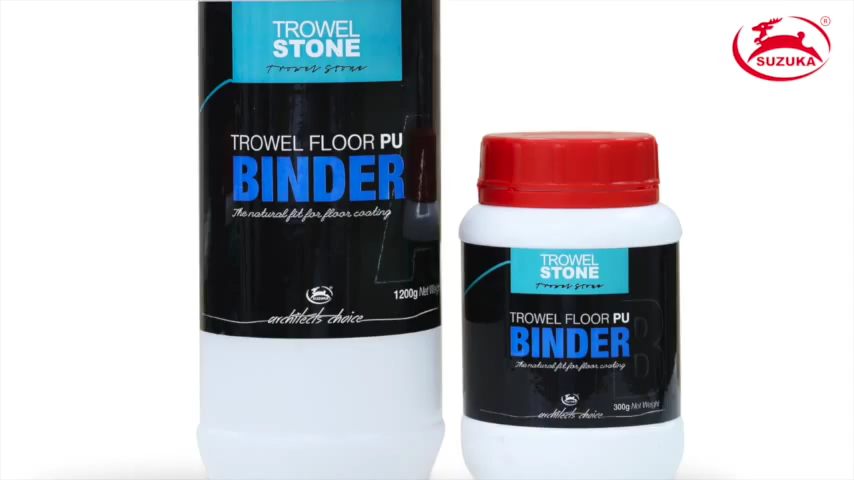 TROWEL
STONE
Trowel Stone
TROWEL FLOOR PU
BINDER
The natural fit for floor coating
SUZUKA
1200g Net Weigh
architects choice
TROWEL
STONE
Trowel Stone
TROWEL FLOOR PU
BINDER
The natural fit for floor coating
300g Net Weight
architects choice
SUZUKA
®